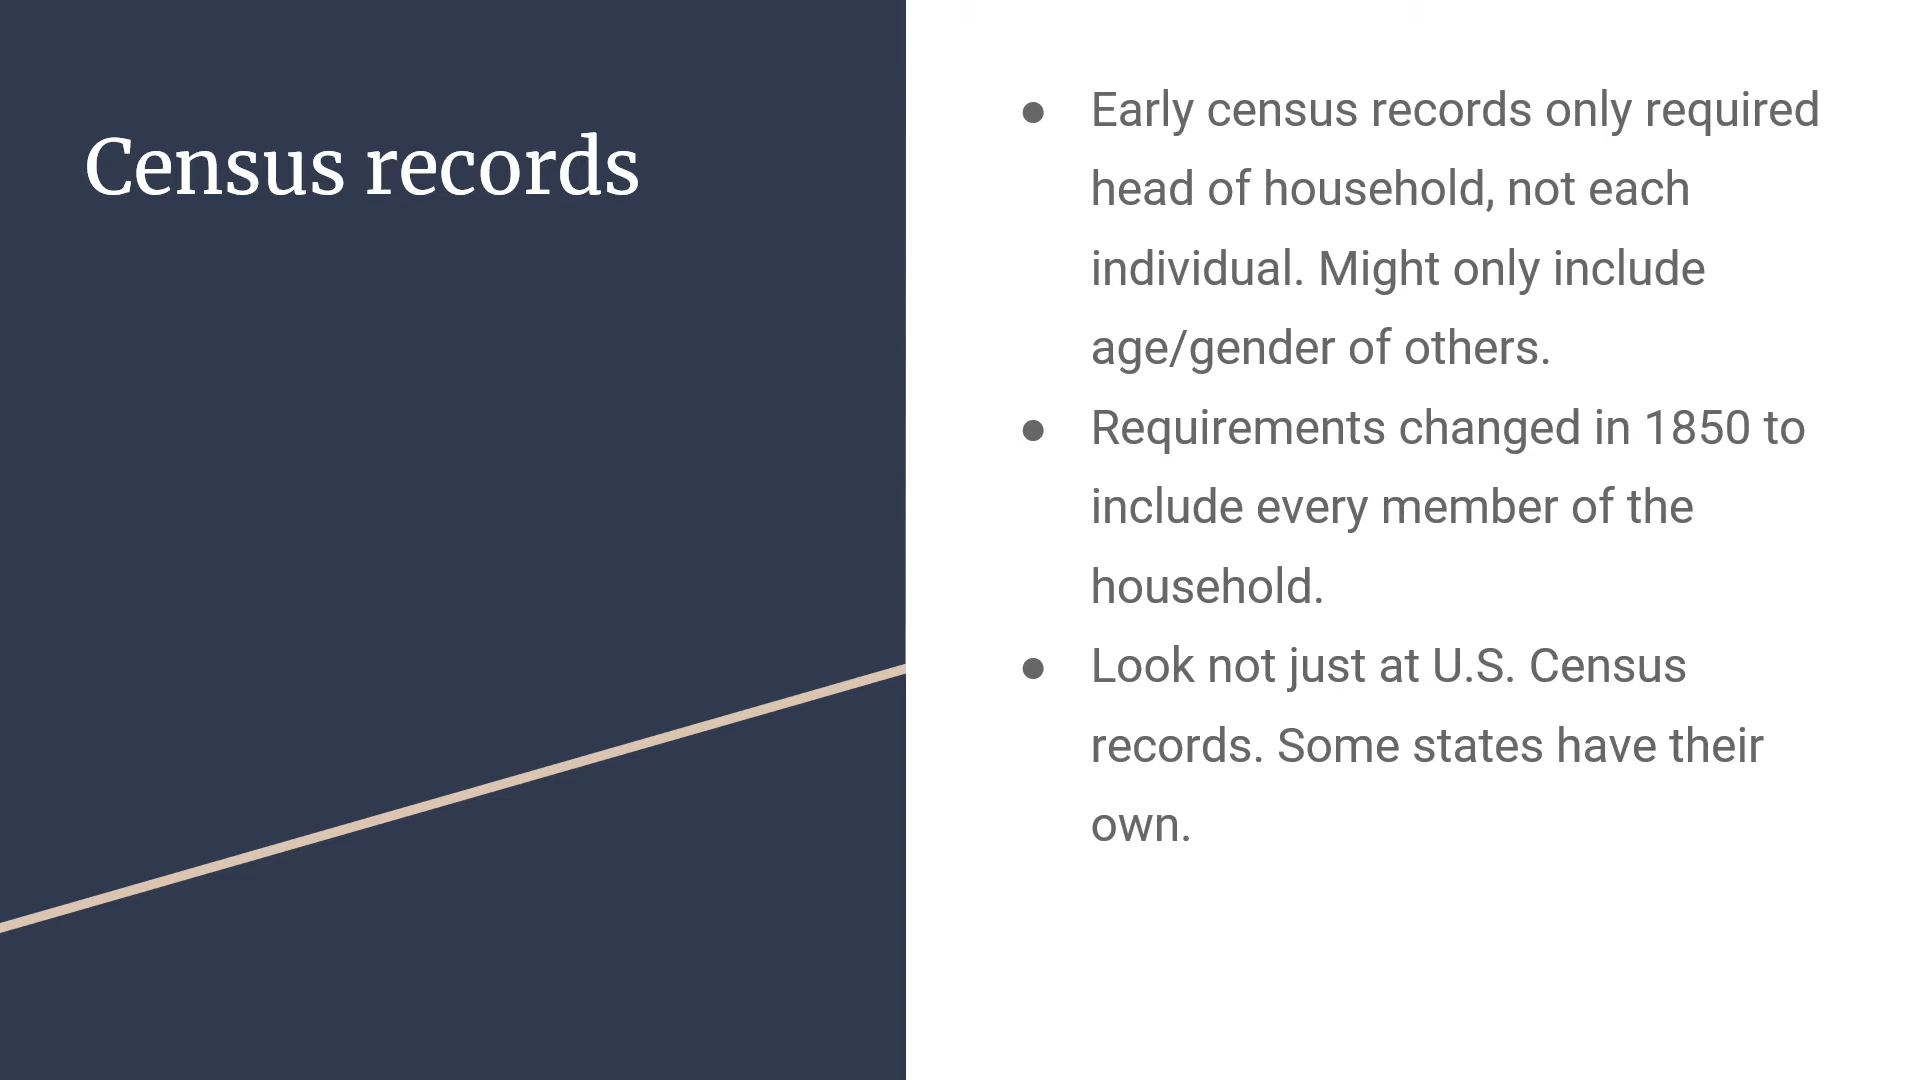 Census records
● Early census records only required
head of household, not each
individual. Might only include
age/gender of others.
● Requirements changed in 1850 to
include every member of the
household.
● Look not just at U.S. Census
records. Some states have their
own.